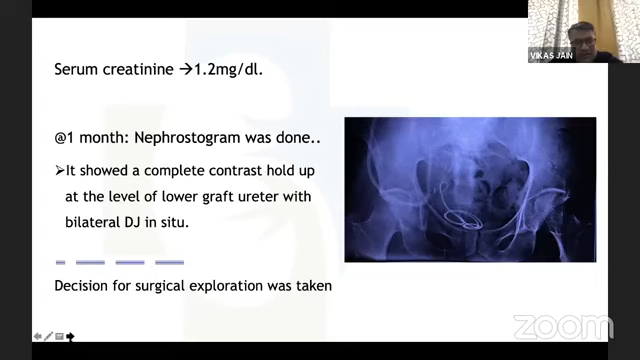 VIKAS JAIN
Serum creatinine →1.2mg/dl.
@1 month: Nephrostogram was done..
➢It showed a complete contrast hold up
at the level of lower graft ureter with
bilateral DJ in situ.
Decision for surgical exploration was taken
zoom